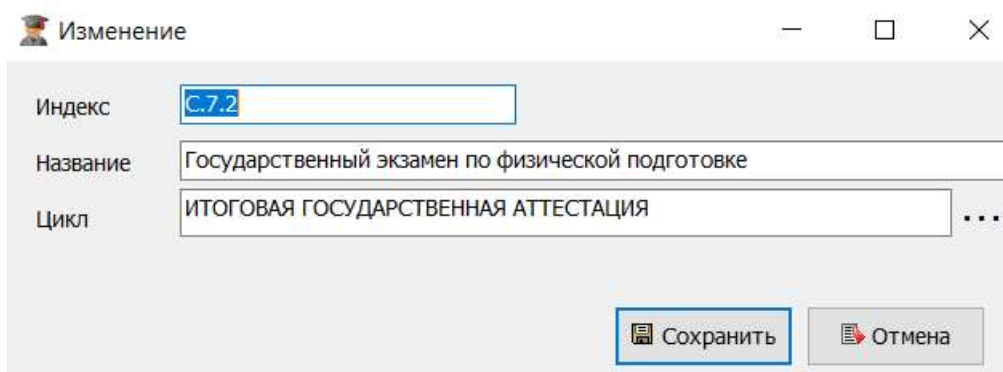 Изменение
Индекс C.7.2
Название Государственный экзамен по физической подготовке
Цикл ИТОГОВАЯ ГОСУДАРСТВЕННАЯ АТТЕСТАЦИЯ ...
Сохранить Отмена